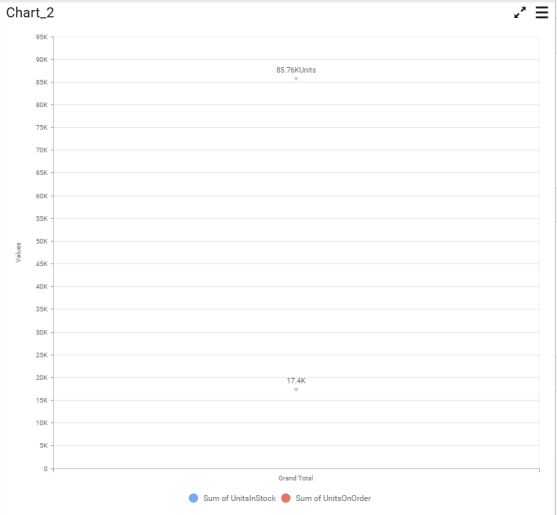 Chart_2
95K
90K
85.76KUnits
85K
80K
75K
70K
65K
60K
55K
50K
Values
45K
40K
35K
30K
25K
20K
17.4K
15K
10K
5K
0
Grand Total
Sum of UnitsInStock Sum of UnitsOnOrder